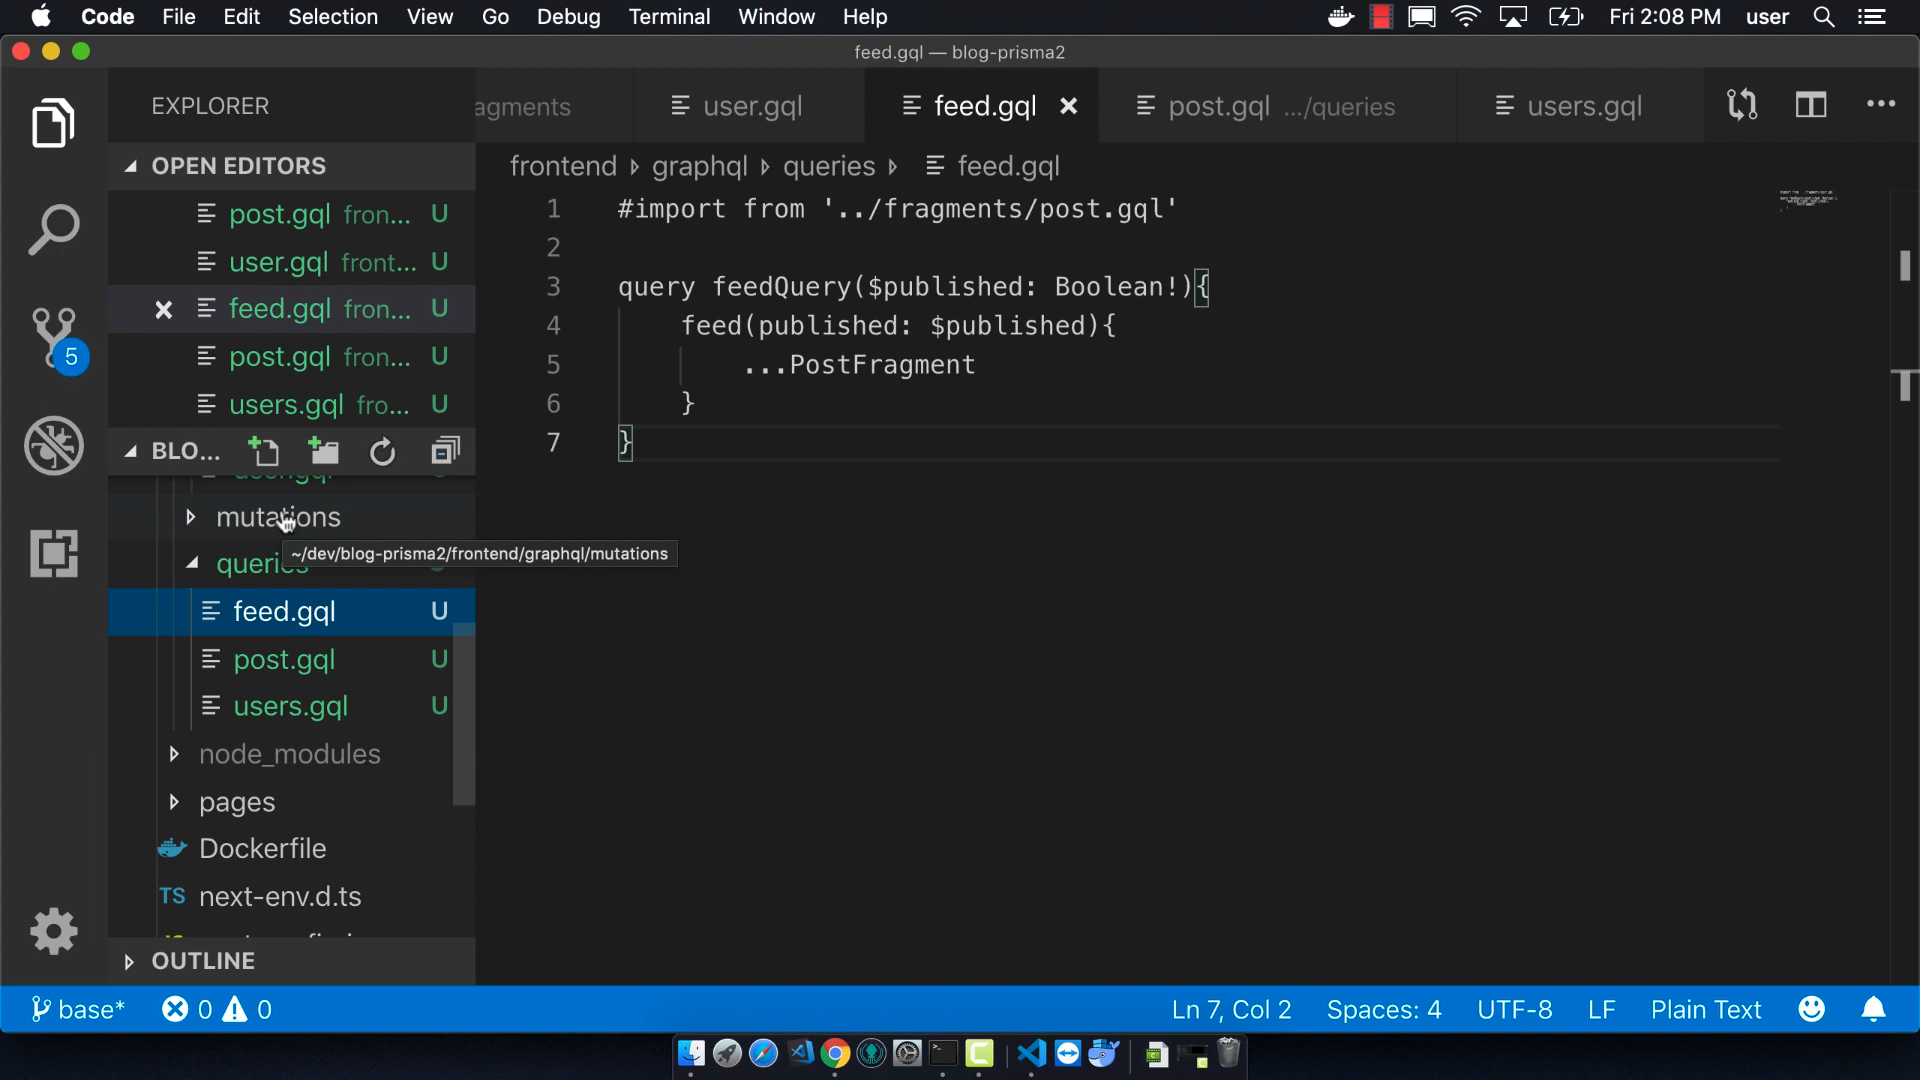 Code File Edit Selection View Go Debug Terminal Window Help Fri 2:08 PM user
feed.gql — blog-prisma2
EXPLORER
agments
user.gql
feed.gql
post.gql .../queries
users.gql
OPEN EDITORS
frontend graphql queries feed.gql
post.gql fron... U
user.gql front... U
feed.gql fron... U
post.gql fron... U
users.gql fro... U
5
BLO...
user.gql
mutations
~/dev/blog-prisma2/frontend/graphql/mutations
queries
feed.gql U
post.gql U
users.gql U
node_modules
pages
Dockerfile
TS next-env.d.ts
OUTLINE
1 #import from '../fragments/post.gql'
2
3 query feedQuery($published: Boolean!){
4 feed(published: $published){
5 ...PostFragment
6 }
7 }
base* 0 0 Ln 7, Col 2 Spaces: 4 UTF-8 LF Plain Text